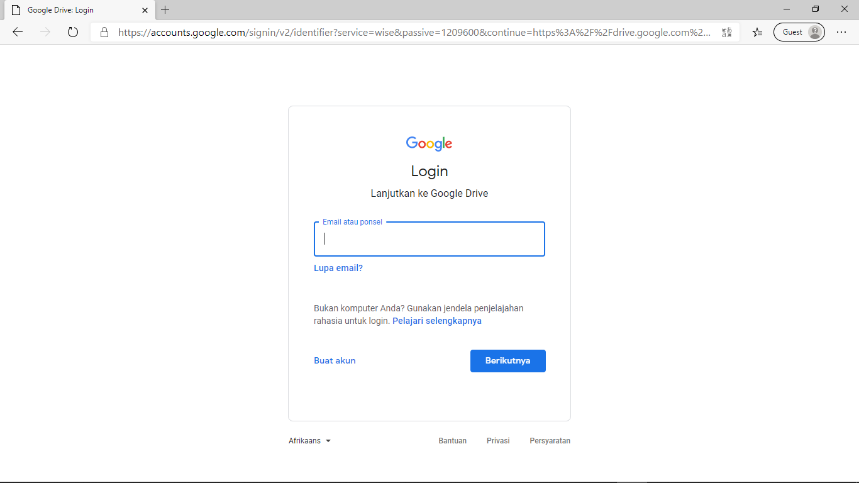 Google Drive: Login
https://accounts.google.com/signin/v2/identifier?service=wise&passive=1209600&continue=https%3A%2F%2Fdrive.google.com%2...
Guest
Google
Login
Lanjutkan ke Google Drive
Email atau ponsel
Lupa email?
Bukan komputer Anda? Gunakan jendela penjelajahan
rahasia untuk login. Pelajari selengkapnya
Buat akun
Berikutnya
Afrikaans
Bantuan
Privasi
Persyaratan